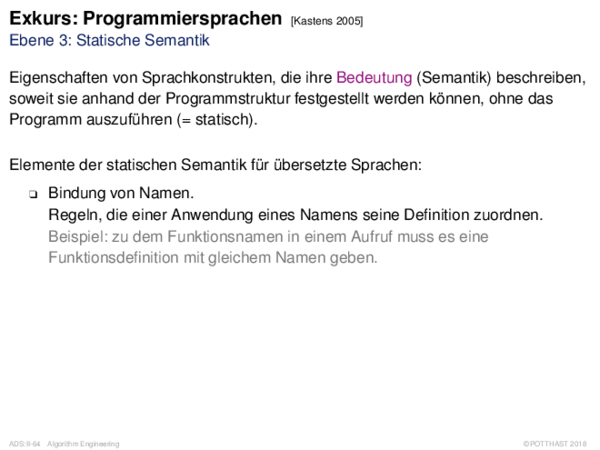 Exkurs: Programmiersprachen [Kastens 2005]
Ebene 3: Statische Semantik
Eigenschaften von Sprachkonstrukten, die ihre Bedeutung (Semantik) beschreiben,
soweit sie anhand der Programmstruktur festgestellt werden können, ohne das
Programm auszuführen (= statisch).
Elemente der statischen Semantik für übersetzte Sprachen:
❑ Bindung von Namen.
Regeln, die einer Anwendung eines Namens seine Definition zuordnen.
Beispiel: zu dem Funktionsnamen in einem Aufruf muss es eine
Funktionsdefinition mit gleichem Namen geben.
ADS:II-64 Algorithm Engineering © POTTHAST 2018